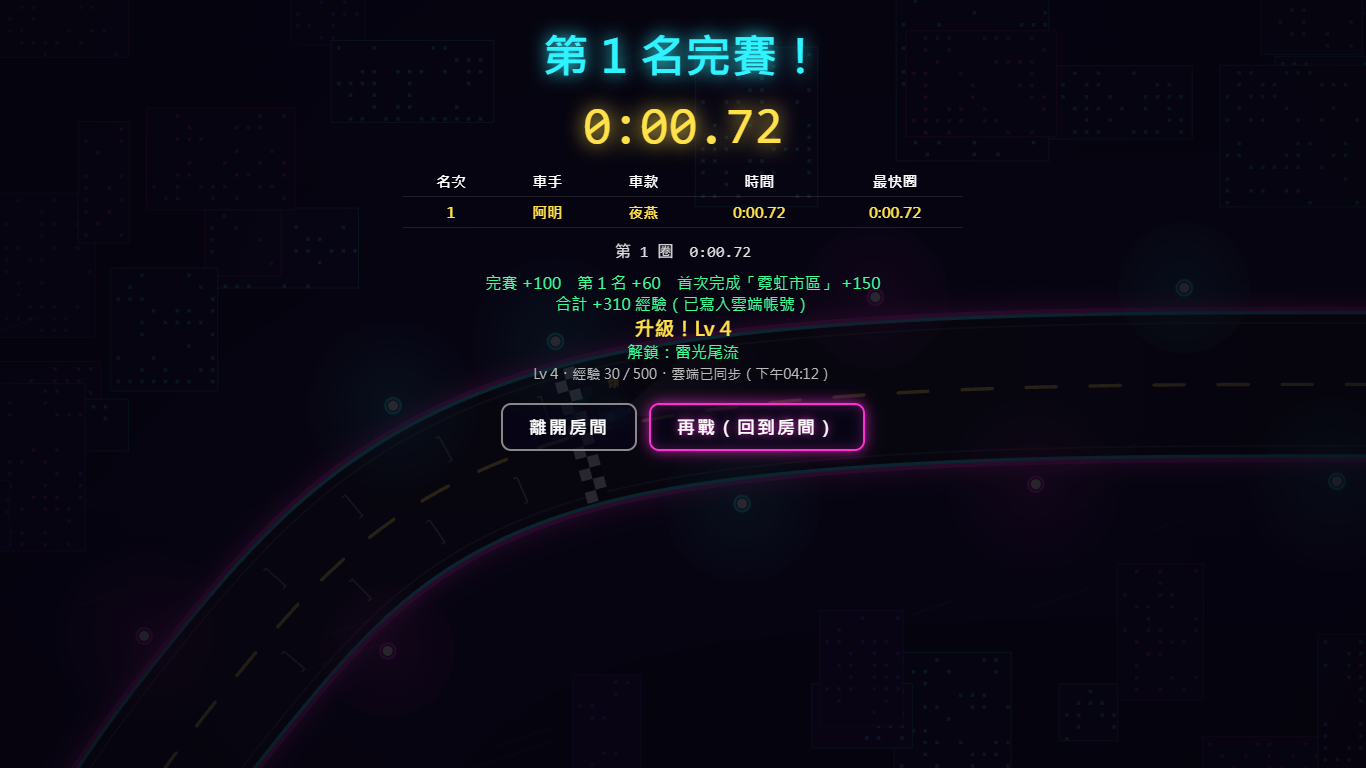 第 1 名完賽！
0:00.72
名次 車手 車款 時間 最快圈
1 阿明 夜燕 0:00.72 0:00.72
第 1 圈 0:00.72
完賽 +100 第 1 名 +60 首次完成「霓虹市區」 +150
合計 +310 經驗（已寫入雲端帳號）
升級！Lv 4
解鎖：雷光尾流
Lv 4 · 經驗 30 / 500 · 雲端已同步（下午04:12）
離開房間 再戰（回到房間）